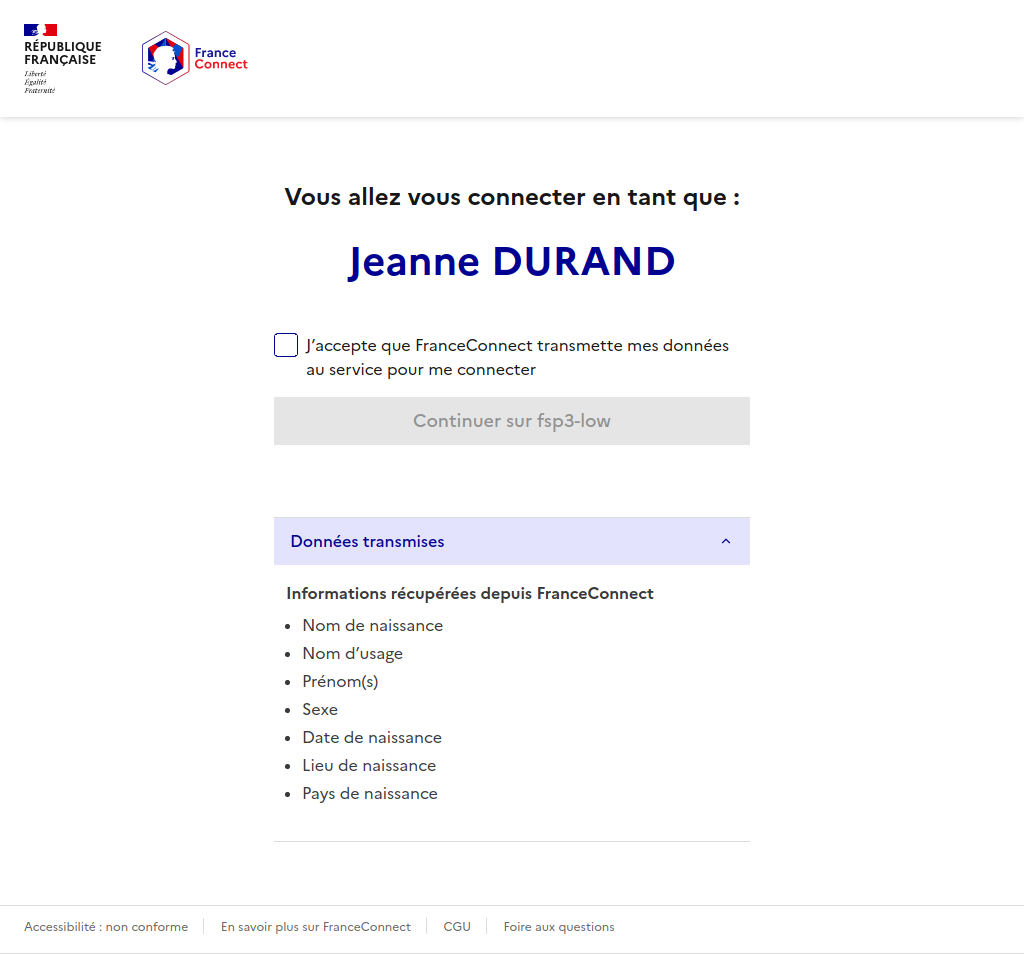 RÉPUBLIQUE
FRANÇAISE
Liberté
Égalité
Fraternité
France
Connect
Vous allez vous connecter en tant que :
Jeanne DURAND
J’accepte que FranceConnect transmette mes données
au service pour me connecter
Continuer sur fsp3-low
Données transmises
Informations récupérées depuis FranceConnect
Nom de naissance
Nom d’usage
Prénom(s)
Sexe
Date de naissance
Lieu de naissance
Pays de naissance
Accessibilité : non conforme
En savoir plus sur FranceConnect
CGU
Foire aux questions